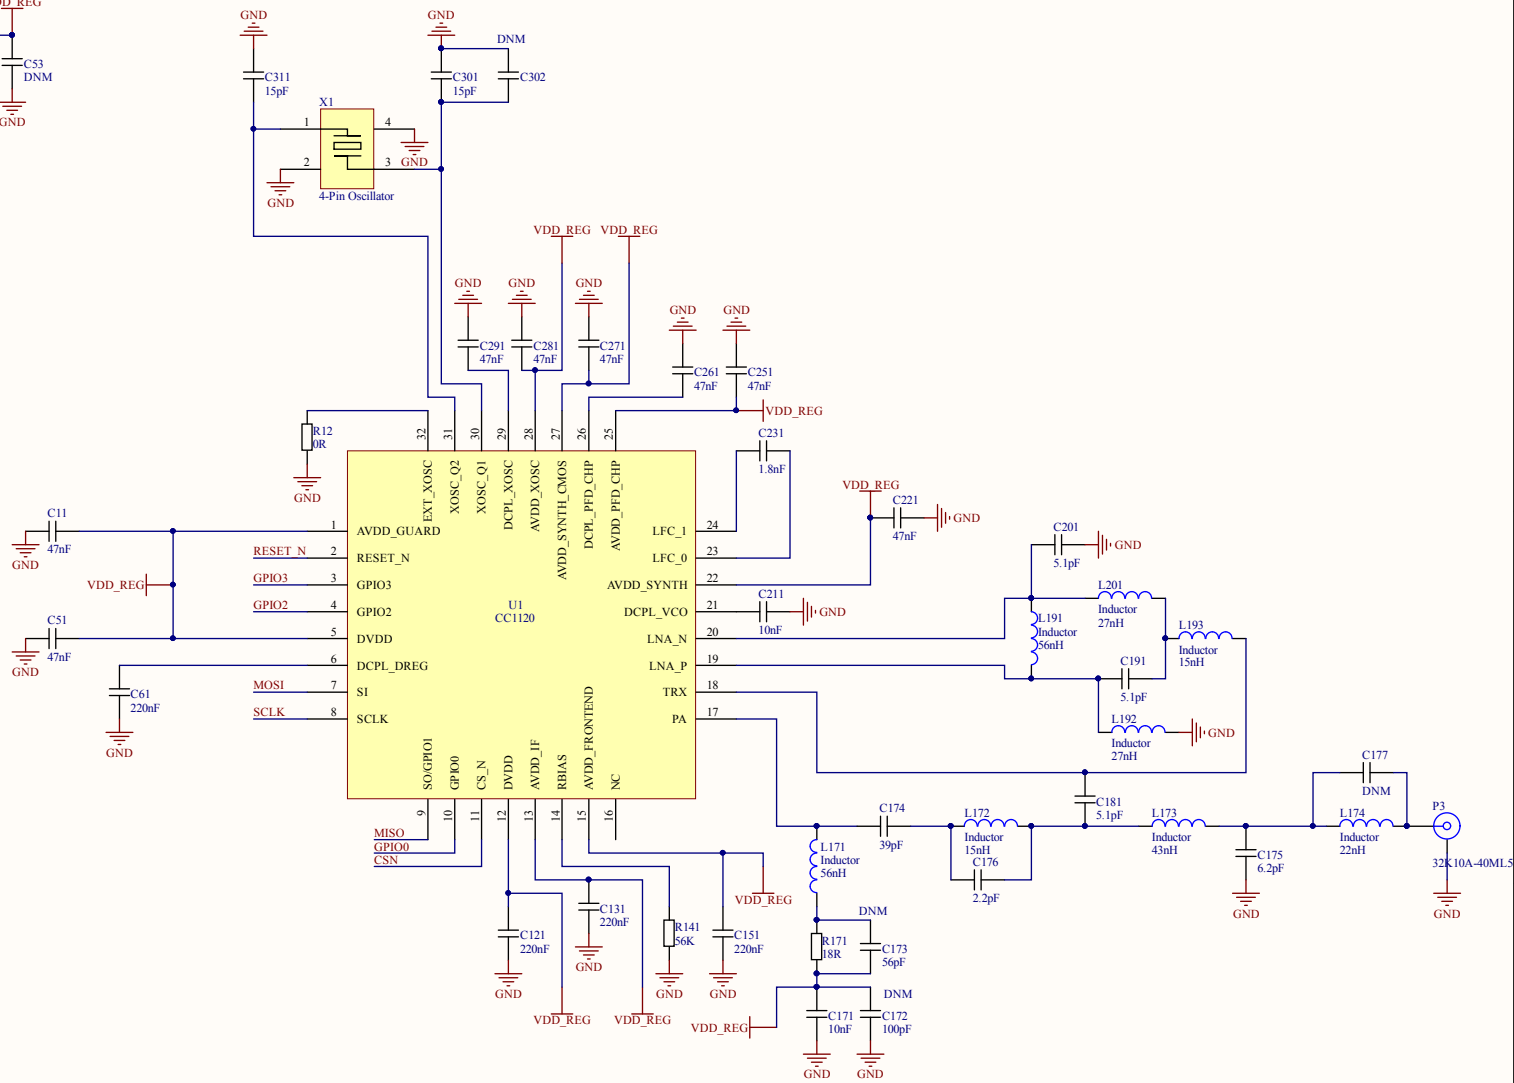 DD_REG
C53
DNM
GND
GND
C311
15pF
GND
DNM
C301
15pF
C302
X1
1
4
2
3
GND
GND
4-Pin Oscillator
VDD_REG
VDD_REG
GND
GND
GND
C291
47nF
C281
47nF
C271
47nF
GND
GND
C261
47nF
C251
47nF
VDD_REG
R12
0R
GND
32
31
30
29
28
27
26
25
EXT_XOSC
XOSC_Q2
XOSC_Q1
DCPL_XOSC
AVDD_XOSC
AVDD_SYNTH_CMOS
DCPL_PFD_CHP
AVDD_PFD_CHP
C231
1.8nF
C11
47nF
GND
RESET_N
GPIO3
VDD_REG
GPIO2
C51
47nF
GND
C61
220nF
GND
MOSI
SCLK
1
2
3
4
5
6
7
8
AVDD_GUARD
RESET_N
GPIO3
GPIO2
DVDD
DCPL_DREG
SI
SCLK
U1
CC1120
LFC_1
LFC_0
AVDD_SYNTH
DCPL_VCO
LNA_N
LNA_P
TRX
PA
24
23
22
21
20
19
18
17
VDD_REG
C221
47nF
GND
C211
10nF
GND
C201
5.1pF
GND
L201
Inductor
27nH
L191
Inductor
56nH
L193
Inductor
15nH
C191
5.1pF
L192
Inductor
27nH
GND
SO/GPIO1
GPIO0
CS_N
DVDD
AVDD_IF
RBIAS
AVDD_FRONTEND
NC
9
10
11
12
13
14
15
16
MISO
GPIO0
CSN
C121
220nF
GND
C131
220nF
GND
VDD_REG
VDD_REG
R141
56K
GND
C151
220nF
GND
VDD_REG
C174
39pF
L171
Inductor
56nH
L172
Inductor
15nH
C176
2.2pF
C181
5.1pF
L173
Inductor
43nH
C175
6.2pF
GND
C177
DNM
L174
Inductor
22nH
P3
32K10A-40ML5
GND
DNM
R171
18R
C173
56pF
VDD_REG
DNM
C171
10nF
C172
100pF
GND
GND